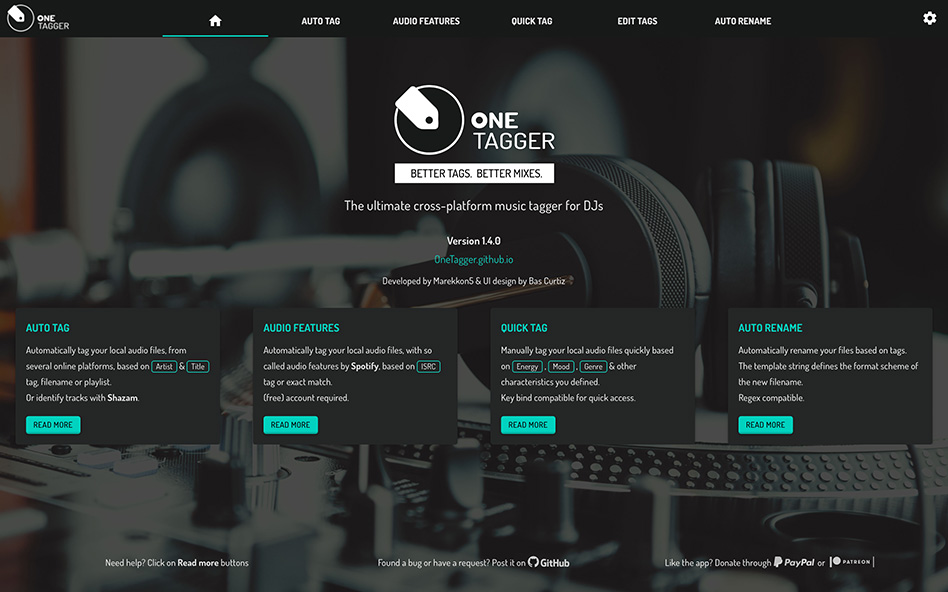 ONE
TAGGER
AUTO TAG
AUDIO FEATURES
QUICK TAG
EDIT TAGS
AUTO RENAME
ONE
TAGGER
BETTER TAGS. BETTER MIXES.
The ultimate cross-platform music tagger for DJs
Version 1.4.0
OneTagger.github.io
Developed by Marekkon5 & UI design by Bas Curtiz
AUTO TAG
Automatically tag your local audio files, from
several online platforms, based on Artist & Title
tag, filename or playlist.
Or identify tracks with Shazam.
READ MORE
AUDIO FEATURES
Automatically tag your local audio files, with so
called audio features by Spotify, based on ISRC
tag or exact match.
(free) account required.
READ MORE
QUICK TAG
Manually tag your local audio files quickly based
on Energy , Mood , Genre & other
characteristics you defined.
Key bind compatible for quick access.
READ MORE
AUTO RENAME
Automatically rename your files based on tags.
The template string defines the format scheme of
the new filename.
Regex compatible.
READ MORE
Need help? Click on Read more buttons
Found a bug or have a request? Post it on GitHub
Like the app? Donate through PayPal or PATREON